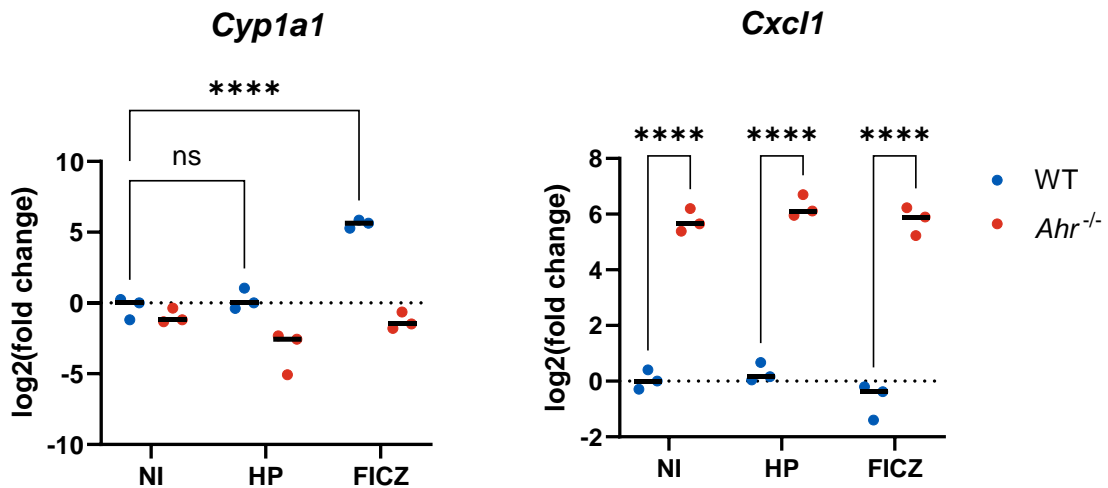 Cyp1a1
****
ns
log2(fold change)
10
5
0
-5
-10
NI HP FICZ
Cxcl1
**** **** ****
log2(fold change)
8
6
4
2
0
-2
NI HP FICZ
WT
Ahr -/-